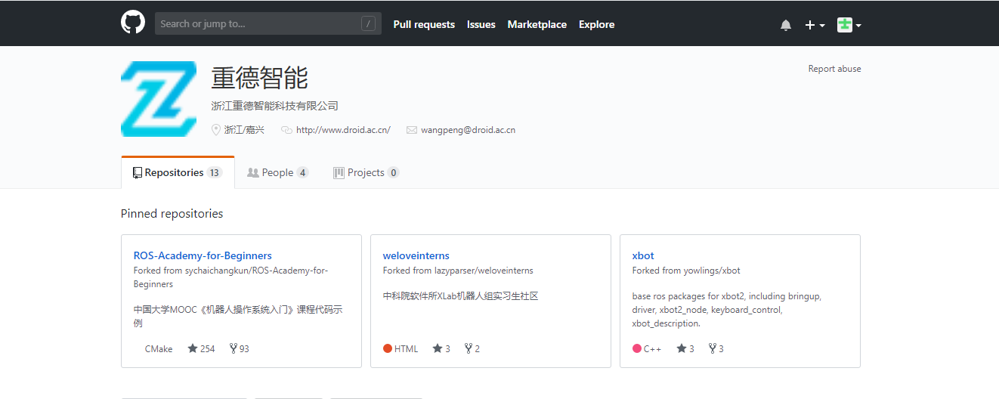 Search or jump to... / Pull requests Issues Marketplace Explore
重德智能
Report abuse
浙江重德智能科技有限公司
浙江/嘉兴 http://www.droid.ac.cn/ wangpeng@droid.ac.cn
Repositories 13 People 4 Projects 0
Pinned repositories
ROS-Academy-for-Beginners
Forked from sychaichangkun/ROS-Academy-for-
Beginners
中国大学MOOC《机器人操作系统入门》课程代码示
例
CMake 254 93
weloveinterns
Forked from lazyparser/weloveinterns
中科院软件所XLab机器人组实习生社区
HTML 3 2
xbot
Forked from yowlings/xbot
base ros packages for xbot2, including bringup,
driver, xbot2_node, keyboard_control,
xbot_description.
C++ 3 3